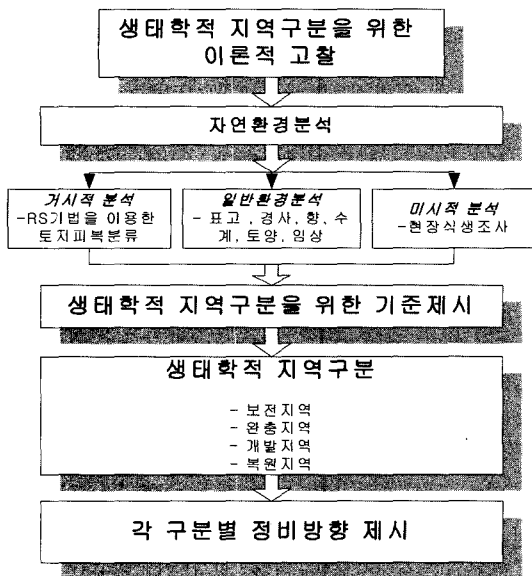 생태학적 지역구분을 위한
이론적 고찰
자연환경분석
거시적 분석
-RS기법을 이용한
토지피복분류
일반환경분석
- 표고, 경사, 향, 수
계, 토양, 임상
미시적 분석
-현장식생조사
생태학적 지역구분을 위한 기준제시
생태학적 지역구분
- 보전지역
- 완충지역
- 개발지역
- 복원지역
각 구분별 정비방향 제시